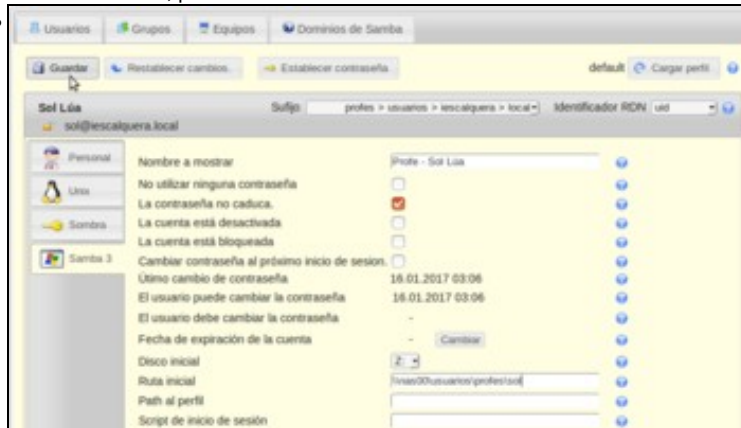 Usuarios Grupos Equipos Dominios de Samba
Guardar Restablecer cambios. Establecer contraseña default Cargar perfil
Sol Lúa Sufijo profes > usuarios > iescalquera > local Identificador RDN uid
sol@iescalquera.local
Personal
Unix
Sombra
Samba 3
Nombre a mostrar Profe - Sol Lúa
No utilizar ninguna contraseña
La contraseña no caduca.
La cuenta está desactivada
La cuenta está bloqueada
Cambiar contraseña al próximo inicio de sesion.
Útimo cambio de contraseña 16.01.2017 03:06
El usuario puede cambiar la contraseña 16.01.2017 03:06
El usuario debe cambiar la contraseña -
Fecha de expiración de la cuenta - Cambiar
Disco inicial Z:
Ruta inicial \\nas00\usuarios\profes\sol
Path al perfil
Script de inicio de sesión